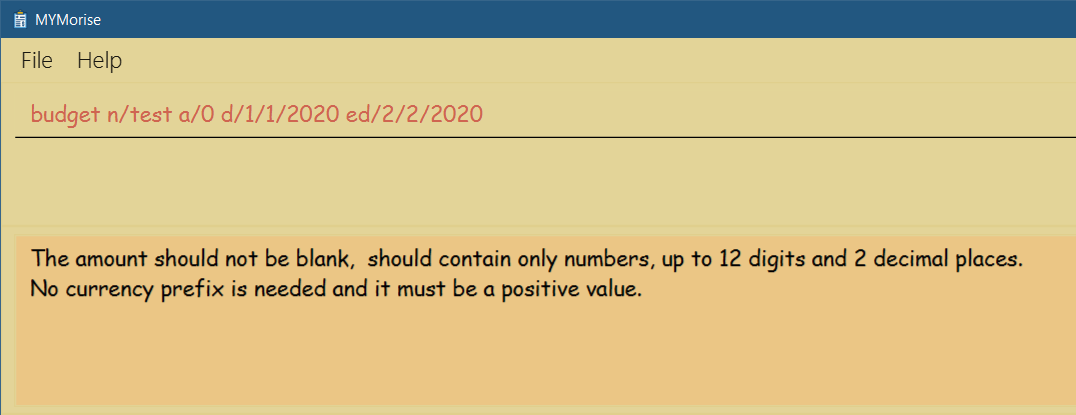 MYMorise
File Help
budget n/test a/0 d/1/1/2020 ed/2/2/2020
The amount should not be blank,  should contain only numbers, up to 12 digits and 2 decimal places.
No currency prefix is needed and it must be a positive value.